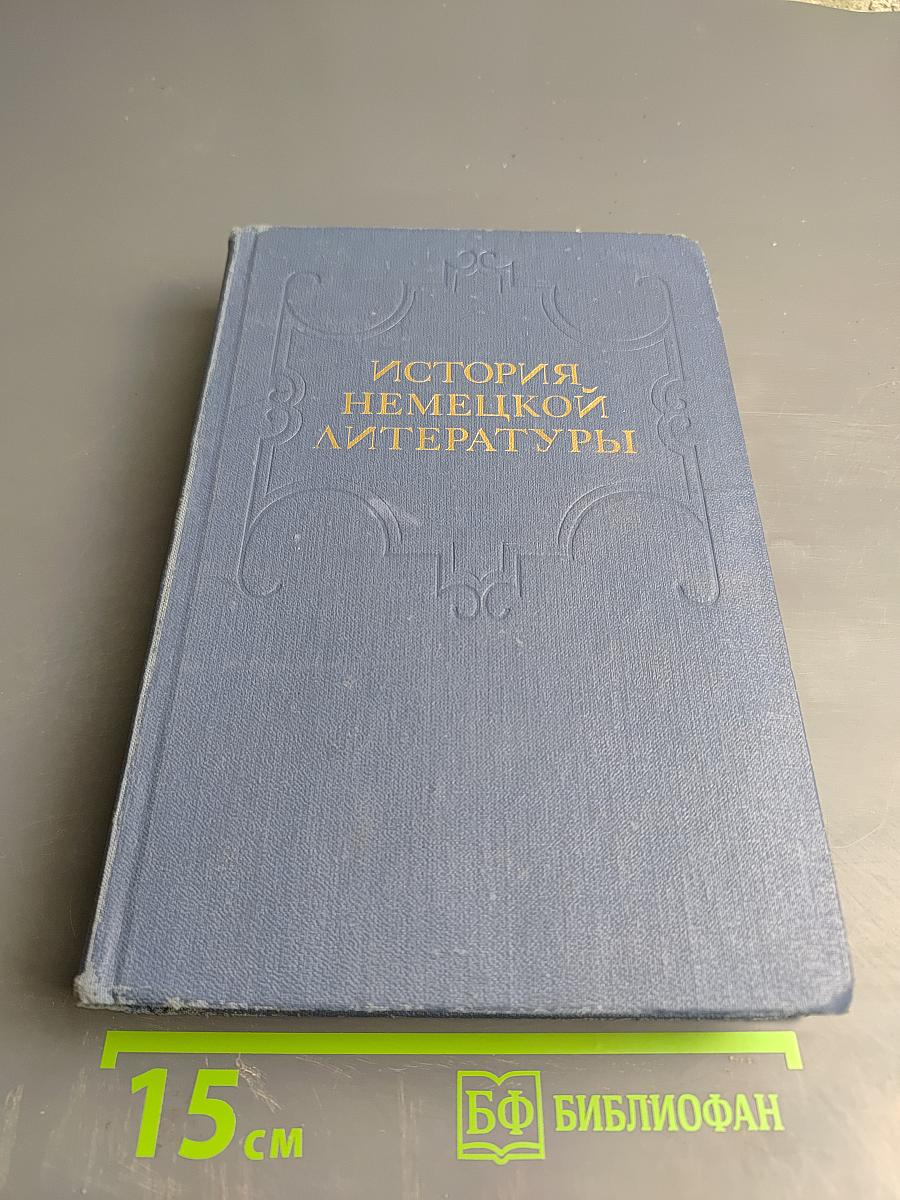 ИСТОРИЯ
НЕМЕЦКОЙ
ЛИТЕРАТУРЫ
15 см
БФ БИБЛИОФАН